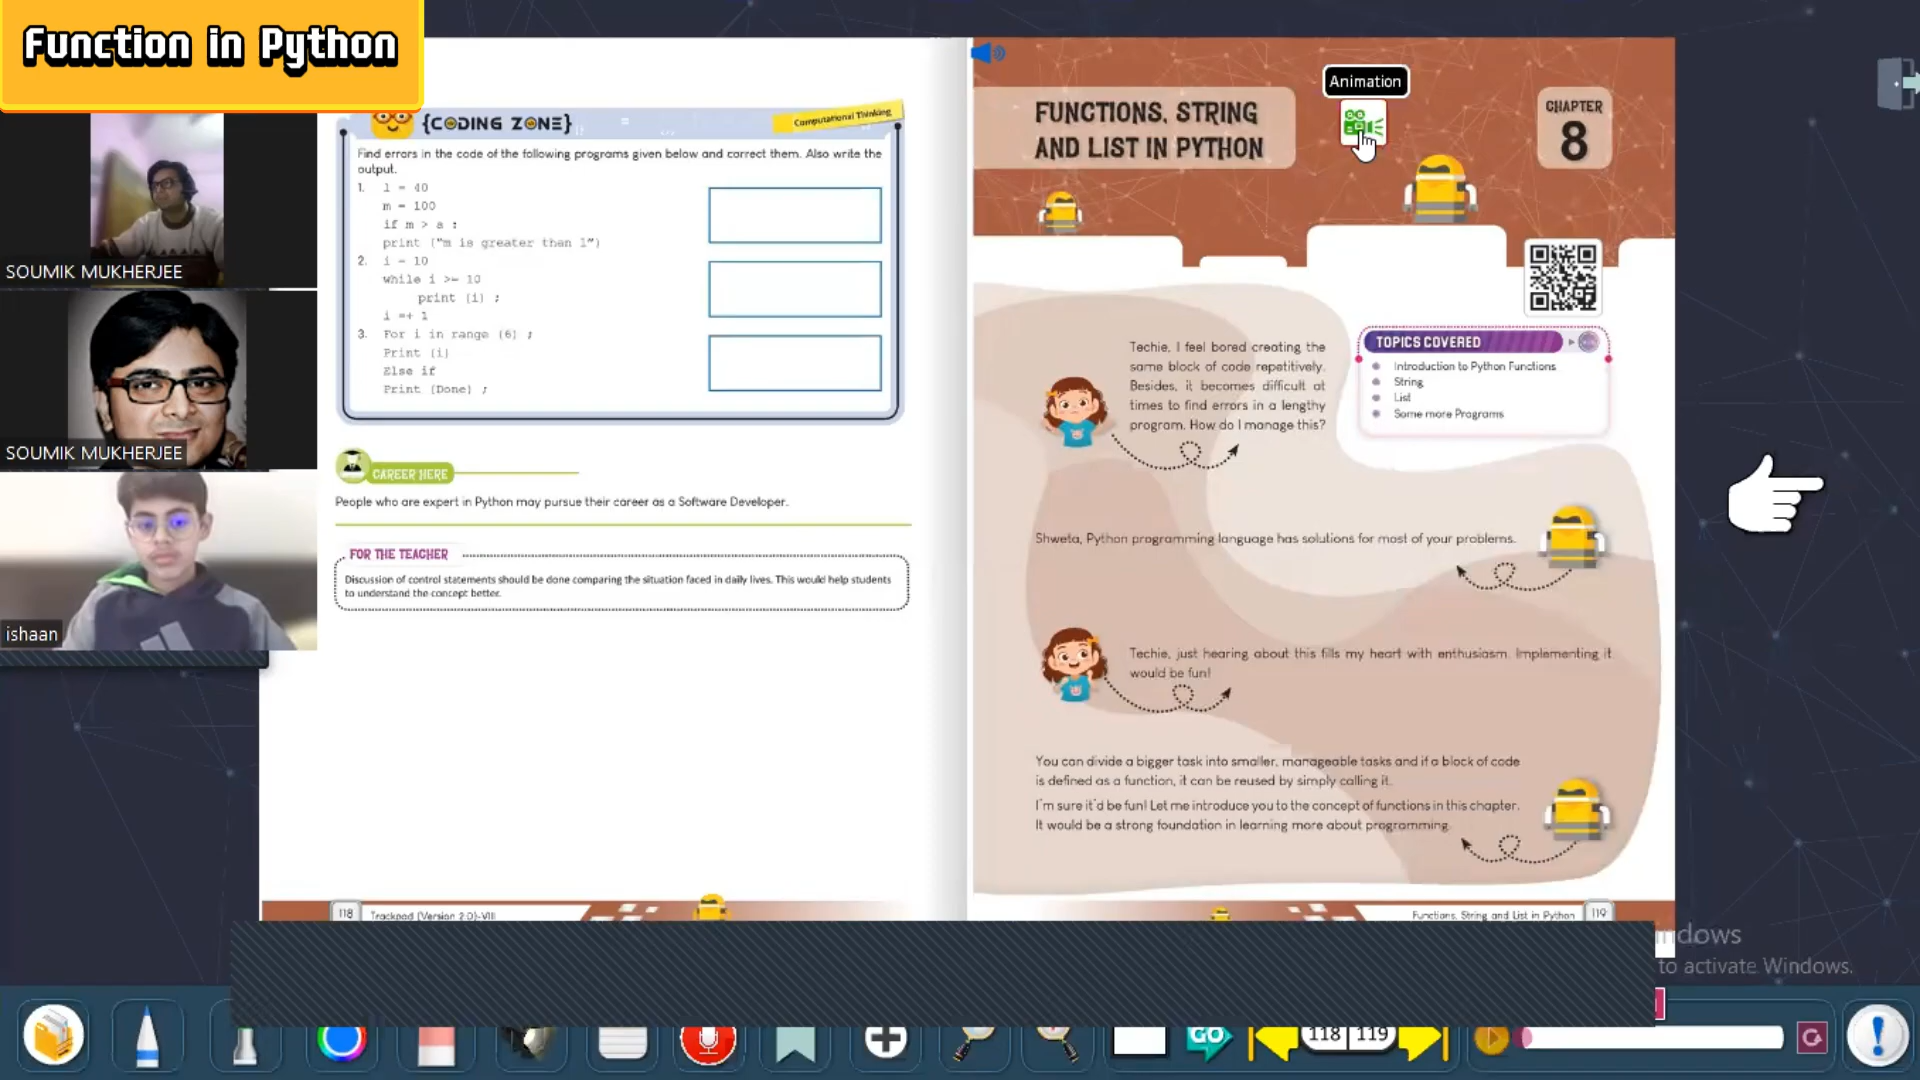 Function in Python
SOUMIK MUKHERJEE
SOUMIK MUKHERJEE
ishaan
{CODING ZONE}
Computational Thinking
Find errors in the code of the following programs given below and correct them. Also write the
output.
1. l = 40
m = 100
if m > a :
print ("m is greater than l")
2. i = 10
while i >= 10
print (i) ;
i =+ 1
3. For i in range (6) ;
Print (i)
Else if
Print (Done) ;
CAREER HERE
People who are expert in Python may pursue their career as a Software Developer.
FOR THE TEACHER
Discussion of control statements should be done comparing the situation faced in daily lives. This would help students
to understand the concept better.
118 Trackpad (Version 2.0)-VIII
Animation
FUNCTIONS, STRING
AND LIST IN PYTHON
CHAPTER
8
Techie, I feel bored creating the
same block of code repetitively.
Besides, it becomes difficult at
times to find errors in a lengthy
program. How do I manage this?
TOPICS COVERED
Introduction to Python Functions
String
List
Some more Programs
Shweta, Python programming language has solutions for most of your problems.
Techie, just hearing about this fills my heart with enthusiasm. Implementing it
would be fun!
You can divide a bigger task into smaller, manageable tasks and if a block of code
is defined as a function, it can be reused by simply calling it.
I'm sure it'd be fun! Let me introduce you to the concept of functions in this chapter.
It would be a strong foundation in learning more about programming.
Functions, String and List in Python 119
ndows
to activate Windows.
GO
118 119